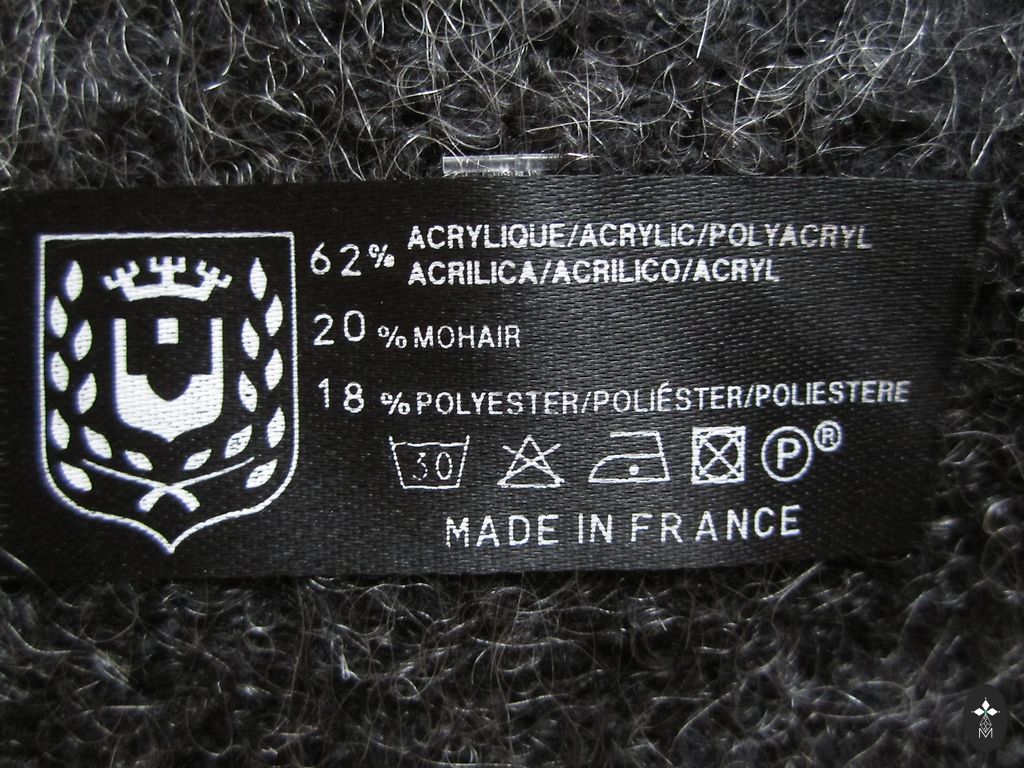 62% ACRYLIQUE/ACRYLIC/POLYACRYL
ACRILICA/ACRILICO/ACRYL
20 % MOHAIR
18 % POLYESTER/POLIÉSTER/POLIESTERE
30 P ®
MADE IN FRANCE
M